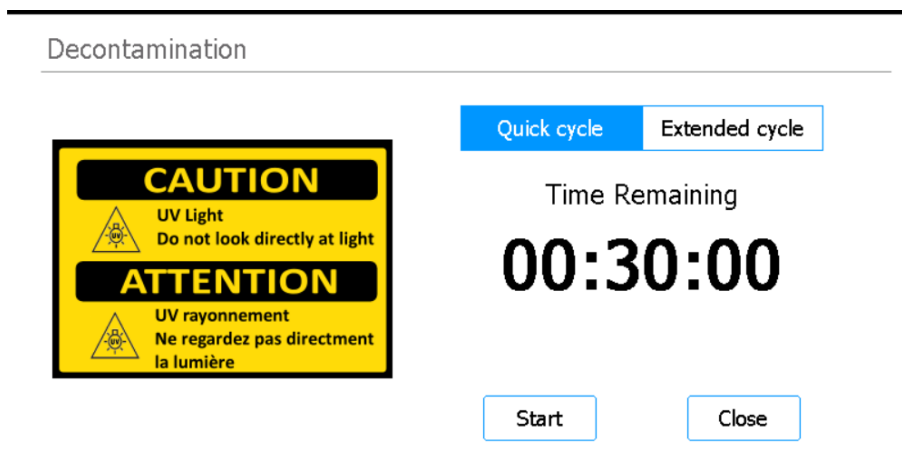 Decontamination
CAUTION
UV Light
Do not look directly at light
ATTENTION
UV rayonnement
Ne regardez pas directment
la lumière
Quick cycle
Extended cycle
Time Remaining
00:30:00
Start
Close